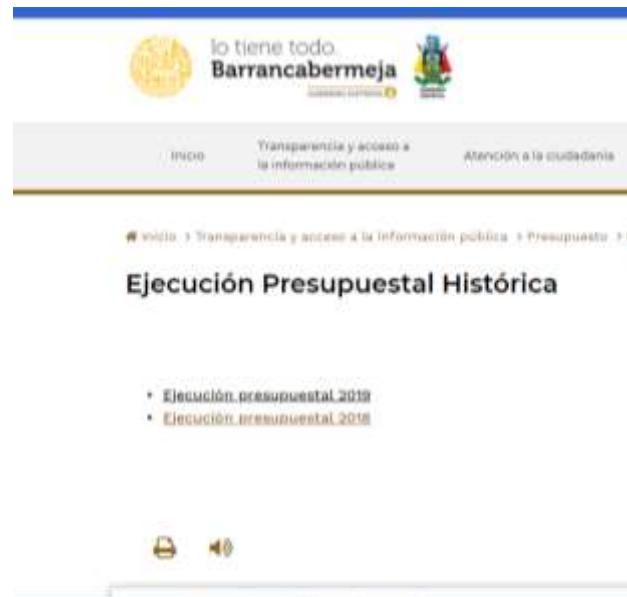 lo tiene todo.
Barrancabermeja
Inicio
Transparencia y acceso a
la información pública
Atención a la ciudadanía
Inicio > Transparencia y acceso a la información pública > Presupuesto >
Ejecución Presupuestal Histórica
• Ejecución presupuestal 2019
• Ejecución presupuestal 2018